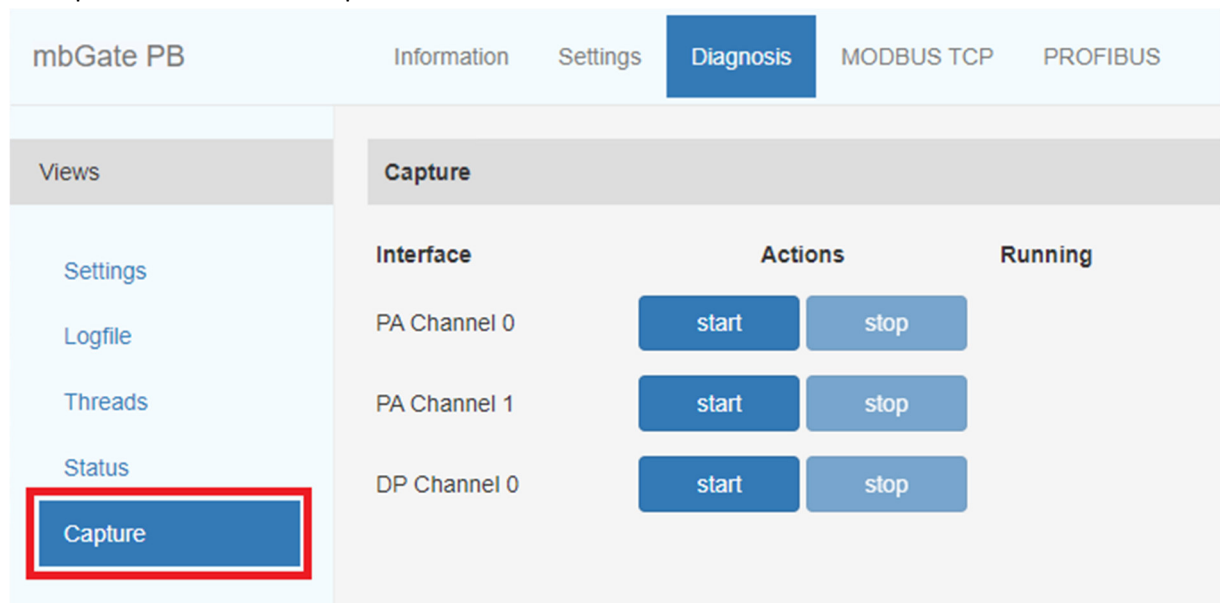 mbGate PB Information Settings Diagnosis MODBUS TCP PROFIBUS
Views
Settings
Logfile
Threads
Status
Capture
Capture
Interface Actions Running
PA Channel 0 start stop
PA Channel 1 start stop
DP Channel 0 start stop